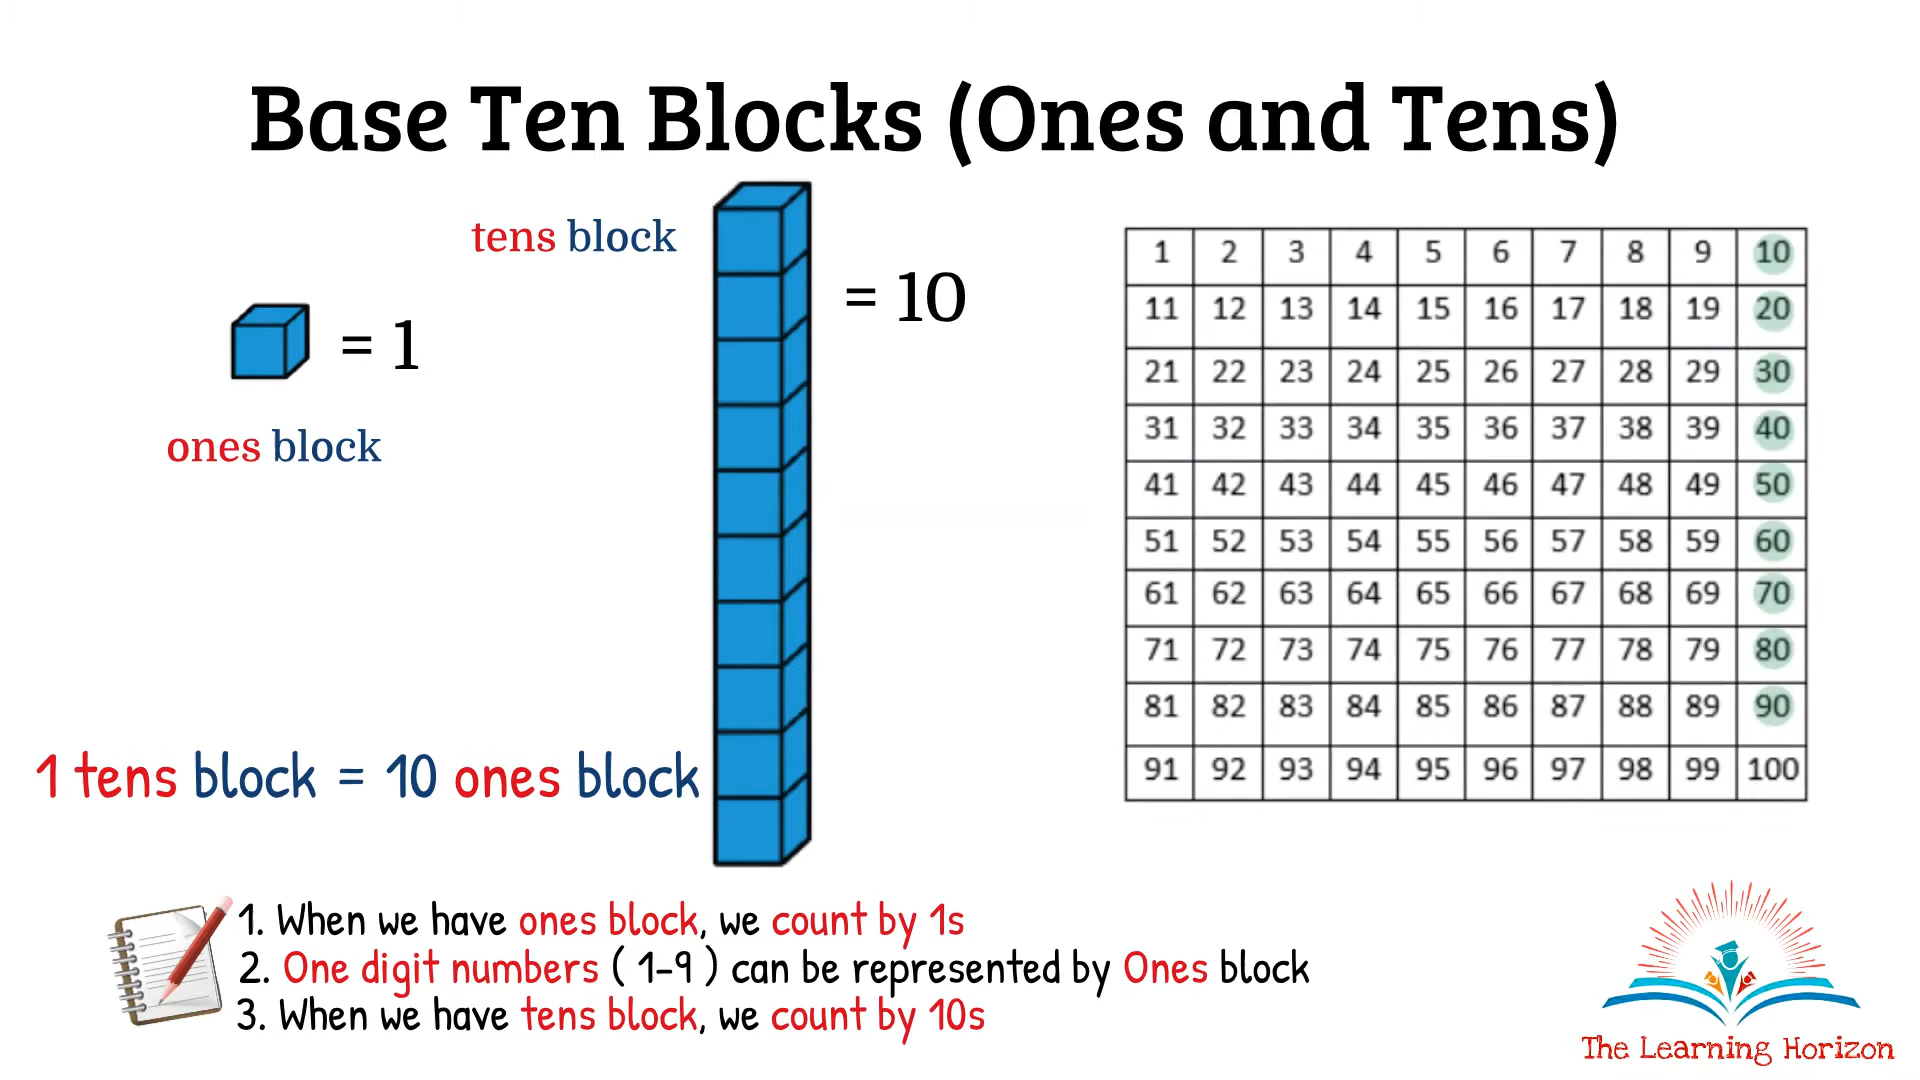 Base Ten Blocks (Ones and Tens)
tens block
= 10
= 1
ones block
1 tens block = 10 ones block
1 2 3 4 5 6 7 8 9 10
11 12 13 14 15 16 17 18 19 20
21 22 23 24 25 26 27 28 29 30
31 32 33 34 35 36 37 38 39 40
41 42 43 44 45 46 47 48 49 50
51 52 53 54 55 56 57 58 59 60
61 62 63 64 65 66 67 68 69 70
71 72 73 74 75 76 77 78 79 80
81 82 83 84 85 86 87 88 89 90
91 92 93 94 95 96 97 98 99 100
1. When we have ones block, we count by 1s
2. One digit numbers ( 1-9 ) can be represented by Ones block
3. When we have tens block, we count by 10s
The Learning Horizon